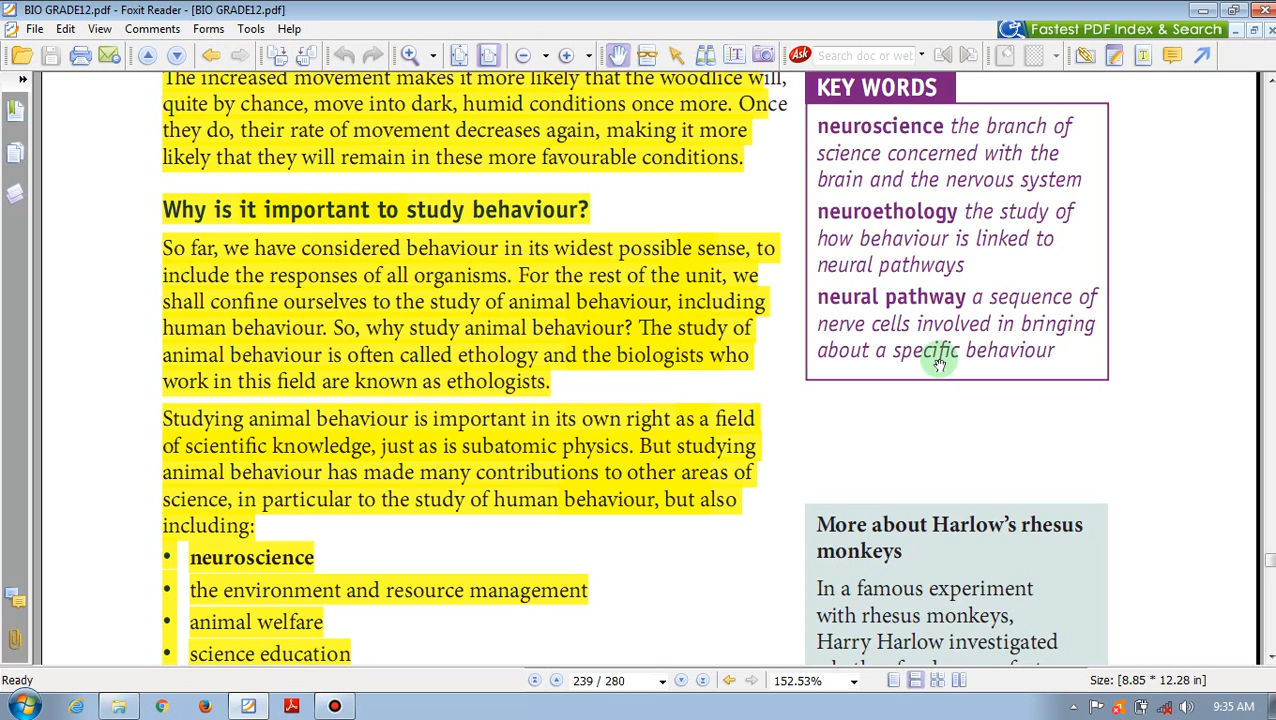 BIO GRADE12.pdf - Foxit Reader - [BIO GRADE12.pdf]
File Edit View Comments Forms Tools Help
Fastest PDF Index & Search
Ask Search doc or web
The increased movement makes it more likely that the woodlice will,
quite by chance, move into dark, humid conditions once more. Once
they do, their rate of movement decreases again, making it more
likely that they will remain in these more favourable conditions.
Why is it important to study behaviour?
So far, we have considered behaviour in its widest possible sense, to
include the responses of all organisms. For the rest of the unit, we
shall confine ourselves to the study of animal behaviour, including
human behaviour. So, why study animal behaviour? The study of
animal behaviour is often called ethology and the biologists who
work in this field are known as ethologists.
Studying animal behaviour is important in its own right as a field
of scientific knowledge, just as is subatomic physics. But studying
animal behaviour has made many contributions to other areas of
science, in particular to the study of human behaviour, but also
including:
• neuroscience
• the environment and resource management
• animal welfare
• science education
KEY WORDS
neuroscience the branch of
science concerned with the
brain and the nervous system
neuroethology the study of
how behaviour is linked to
neural pathways
neural pathway a sequence of
nerve cells involved in bringing
about a specific behaviour
More about Harlow's rhesus
monkeys
In a famous experiment
with rhesus monkeys,
Harry Harlow investigated
Ready
239 / 280
152.53%
Size: [8.85 * 12.28 in]
9:35 AM